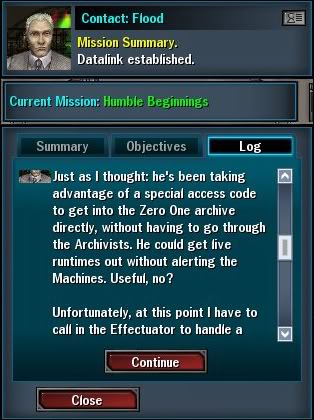 Contact: Flood
Mission Summary.
Datalink established.
Current Mission: Humble Beginnings
Summary
Objectives
Log
Just as I thought: he's been taking
advantage of a special access code
to get into the Zero One archive
directly, without having to go through
the Archivists. He could get live
runtimes out without alerting the
Machines. Useful, no?
Unfortunately, at this point I have to
call in the Effectuator to handle a
Continue
Close